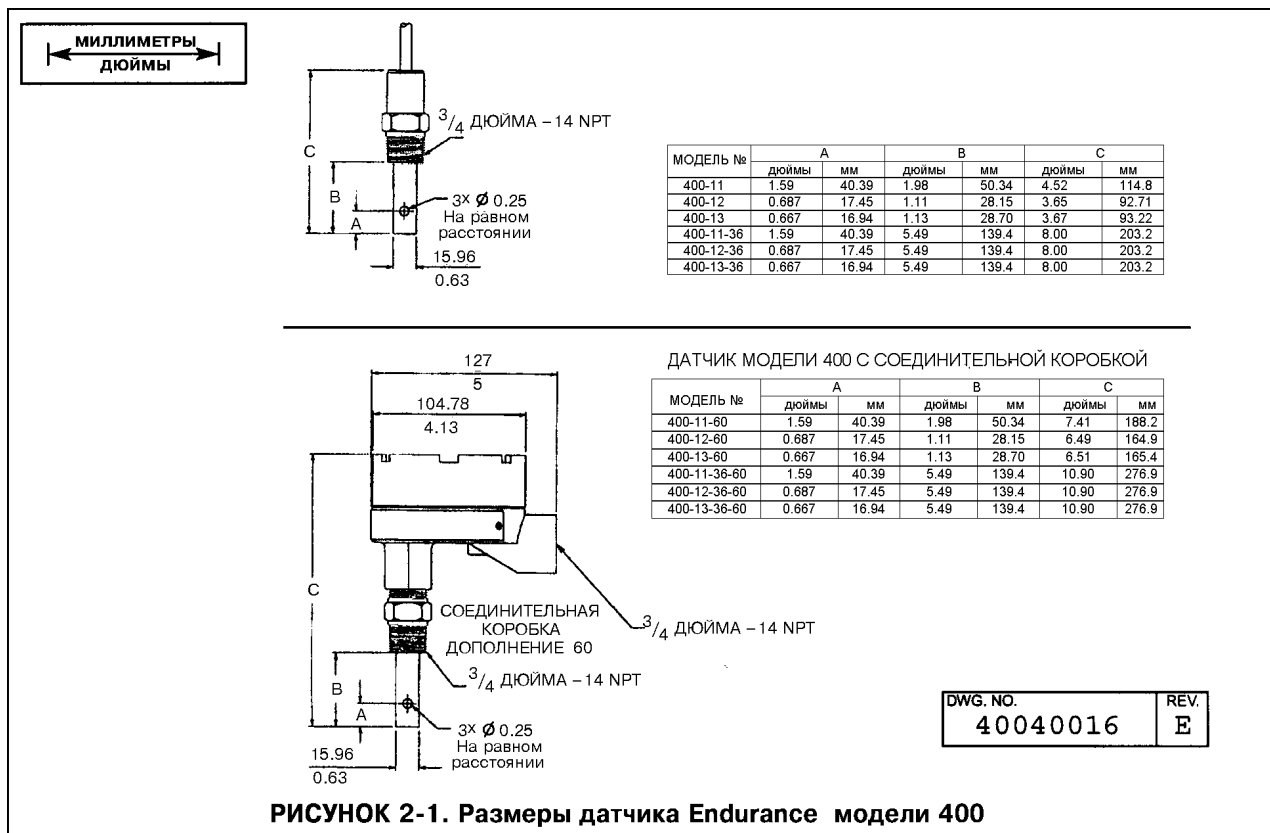 МИЛЛИМЕТРЫ
ДЮЙМЫ
3/4 ДЮЙМА – 14 NPT
C
B
A
3X Ø 0.25
На равном
расстоянии
15.96
0.63
МОДЕЛЬ № A B C
дюймы мм дюймы мм дюймы мм
400-11 1.59 40.39 1.98 50.34 4.52 114.8
400-12 0.687 17.45 1.11 28.15 3.65 92.71
400-13 0.667 16.94 1.13 28.70 3.67 93.22
400-11-36 1.59 40.39 5.49 139.4 8.00 203.2
400-12-36 0.687 17.45 5.49 139.4 8.00 203.2
400-13-36 0.667 16.94 5.49 139.4 8.00 203.2
127
5
104.78
4.13
ДАТЧИК МОДЕЛИ 400 С СОЕДИНИТЕЛЬНОЙ КОРОБКОЙ
МОДЕЛЬ № A B C
дюймы мм дюймы мм дюймы мм
400-11-60 1.59 40.39 1.98 50.34 7.41 188.2
400-12-60 0.687 17.45 1.11 28.15 6.49 164.9
400-13-60 0.667 16.94 1.13 28.70 6.51 165.4
400-11-36-60 1.59 40.39 5.49 139.4 10.90 276.9
400-12-36-60 0.687 17.45 5.49 139.4 10.90 276.9
400-13-36-60 0.667 16.94 5.49 139.4 10.90 276.9
C
СОЕДИНИТЕЛЬНАЯ
КОРОБКА
ДОПОЛНЕНИЕ 60
3/4 ДЮЙМА – 14 NPT
3/4 ДЮЙМА – 14 NPT
B
A
3X Ø 0.25
На равном
расстоянии
15.96
0.63
DWG. NO. REV.
40040016 E
РИСУНОК 2-1. Размеры датчика Endurance модели 400